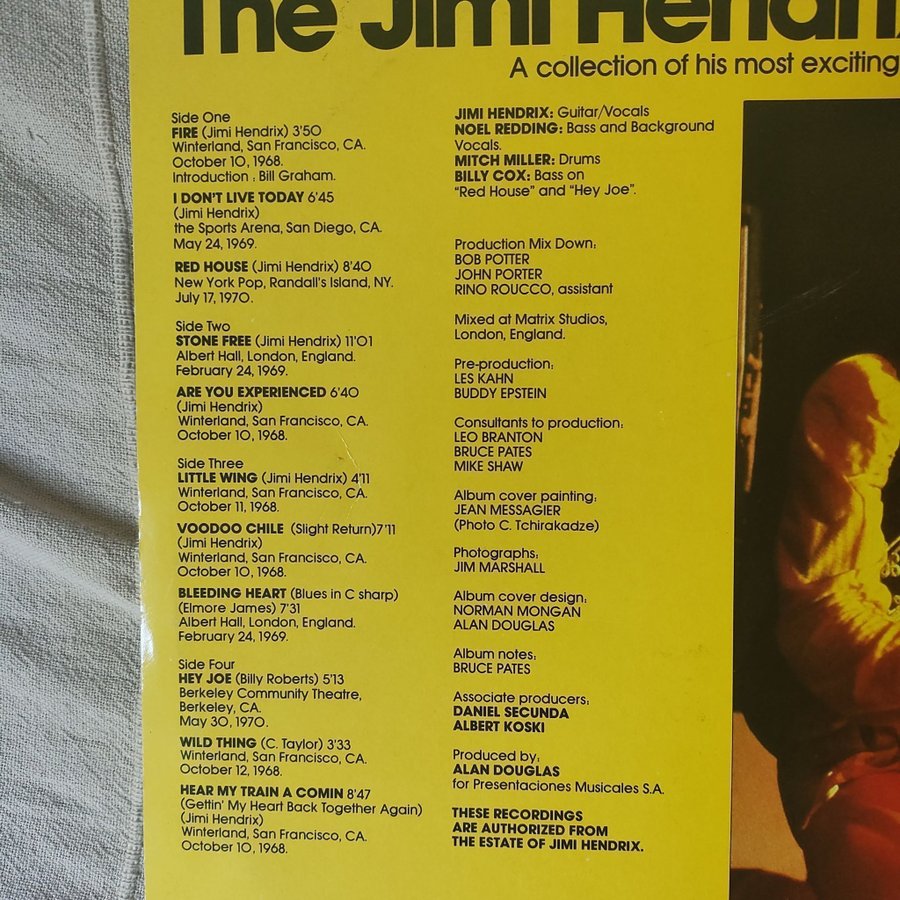 The Jimi Hendri
A collection of his most exciting
Side One
FIRE (Jimi Hendrix) 3'50
Winterland, San Francisco, CA.
October 10, 1968.
Introduction : Bill Graham.
I DON'T LIVE TODAY 6'45
(Jimi Hendrix)
the Sports Arena, San Diego, CA.
May 24, 1969.
RED HOUSE (Jimi Hendrix) 8'40
New York Pop, Randall's Island, NY.
July 17, 1970.
Side Two
STONE FREE (Jimi Hendrix) 11'01
Albert Hall, London, England.
February 24, 1969.
ARE YOU EXPERIENCED 6'40
(Jimi Hendrix)
Winterland, San Francisco, CA.
October 10, 1968.
Side Three
LITTLE WING (Jimi Hendrix) 4'11
Winterland, San Francisco, CA.
October 11, 1968.
VOODOO CHILE (Slight Return)7'11
(Jimi Hendrix)
Winterland, San Francisco, CA.
October 10, 1968.
BLEEDING HEART (Blues in C sharp)
(Elmore James) 7'31
Albert Hall, London, England.
February 24, 1969.
Side Four
HEY JOE (Billy Roberts) 5'13
Berkeley Community Theatre,
Berkeley, CA.
May 30, 1970.
WILD THING (C. Taylor) 3'33
Winterland, San Francisco, CA.
October 12, 1968.
HEAR MY TRAIN A COMIN 8'47
(Gettin' My Heart Back Together Again)
(Jimi Hendrix)
Winterland, San Francisco, CA.
October 10, 1968.
JIMI HENDRIX: Guitar/Vocals
NOEL REDDING: Bass and Background
Vocals.
MITCH MILLER: Drums
BILLY COX: Bass on
"Red House" and "Hey Joe".
Production Mix Down:
BOB POTTER
JOHN PORTER
RINO ROUCCO, assistant
Mixed at Matrix Studios,
London, England.
Pre-production:
LES KAHN
BUDDY EPSTEIN
Consultants to production:
LEO BRANTON
BRUCE PATES
MIKE SHAW
Album cover painting:
JEAN MESSAGIER
(Photo C. Tchirakadze)
Photographs:
JIM MARSHALL
Album cover design:
NORMAN MONGAN
ALAN DOUGLAS
Album notes:
BRUCE PATES
Associate producers:
DANIEL SECUNDA
ALBERT KOSKI
Produced by:
ALAN DOUGLAS
for Presentaciones Musicales S.A.
THESE RECORDINGS
ARE AUTHORIZED FROM
THE ESTATE OF JIMI HENDRIX.